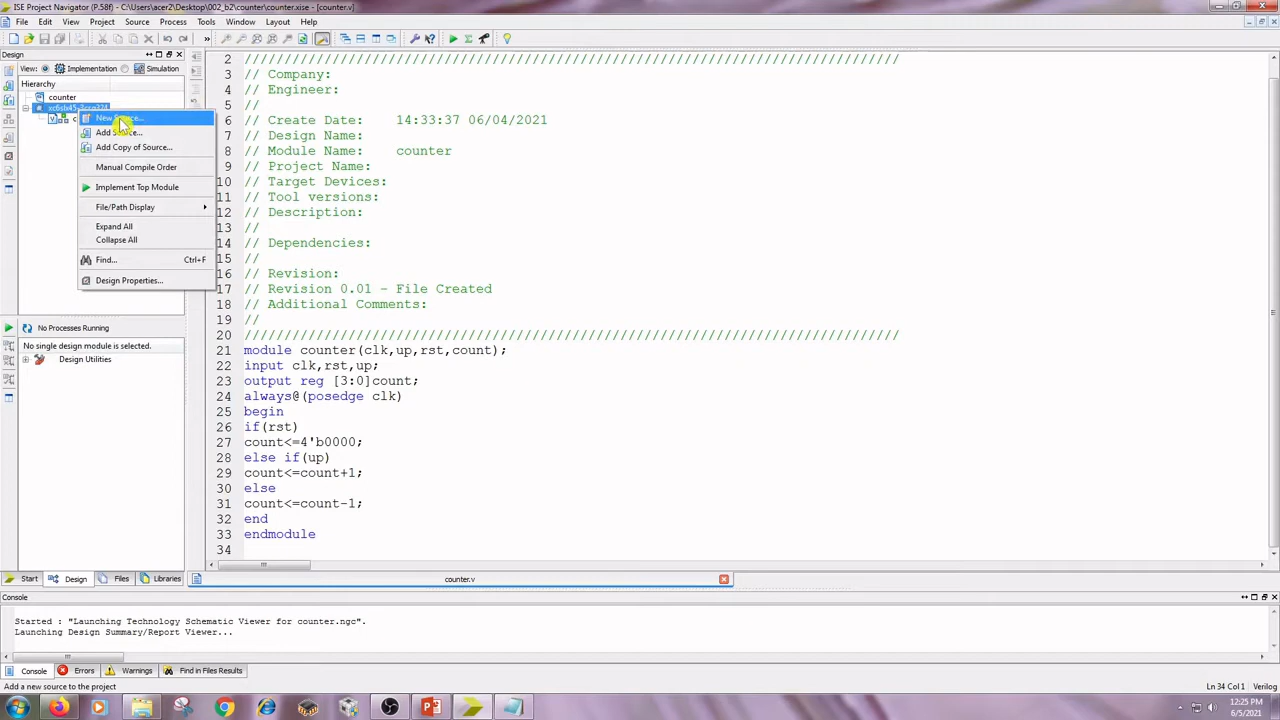 ISE Project Navigator (P.58f) - C:\Users\acer2\Desktop\002_b2\counter\counter.xise - [counter.v]
File Edit View Project Source Process Tools Window Layout Help
Design
View: Implementation Simulation
Hierarchy
counter
New Source...
Add Source...
Add Copy of Source...
Manual Compile Order
Implement Top Module
File/Path Display
Expand All
Collapse All
Find... Ctrl+F
Design Properties...
No Processes Running
No single design module is selected.
Design Utilities
Start Design Files Libraries
2 //////////////////////////////////////////////////////////////////////////////////
3 // Company:
4 // Engineer:
5 //
6 // Create Date: 14:33:37 06/04/2021
7 // Design Name:
8 // Module Name: counter
9 // Project Name:
10 // Target Devices:
11 // Tool versions:
12 // Description:
13 //
14 // Dependencies:
15 //
16 // Revision:
17 // Revision 0.01 - File Created
18 // Additional Comments:
19 //
20 //////////////////////////////////////////////////////////////////////////////////
21 module counter(clk,up,rst,count);
22 input clk,rst,up;
23 output reg [3:0]count;
24 always@(posedge clk)
25 begin
26 if(rst)
27 count<=4'b0000;
28 else if(up)
29 count<=count+1;
30 else
31 count<=count-1;
32 end
33 endmodule
34
counter.v
Console
Started : "Launching Technology Schematic Viewer for counter.ngc".
Launching Design Summary/Report Viewer...
Console Errors Warnings Find in Files Results
Add a new source to the project
Ln 34 Col 1 Verilog
12:25 PM
6/5/2021